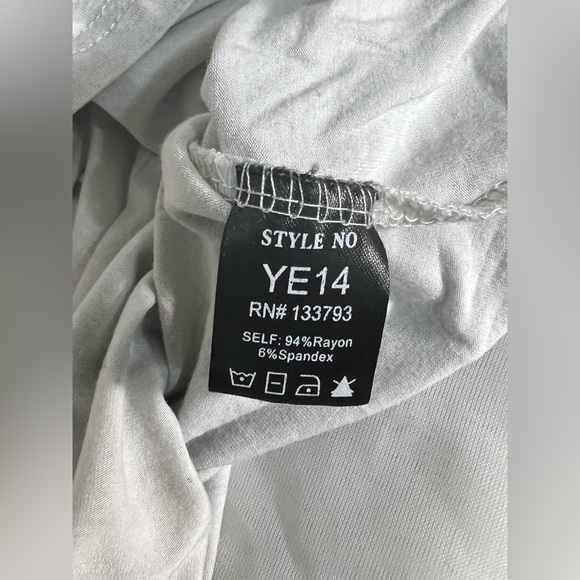 STYLE NO
YE14
RN# 133793
SELF: 94%Rayon
6%Spandex